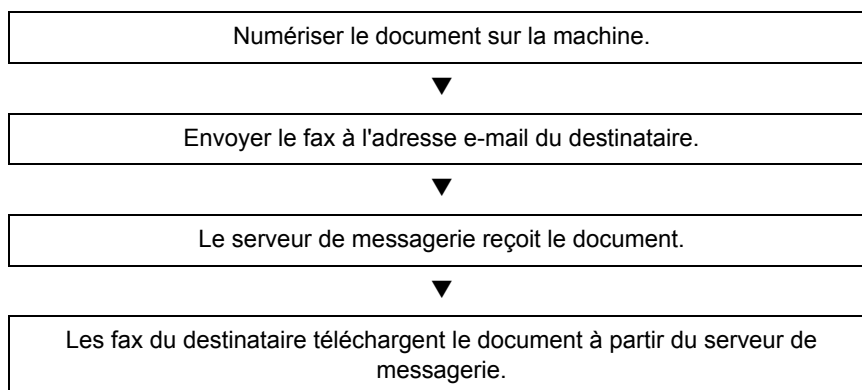 Numériser le document sur la machine.
▼
Envoyer le fax à l'adresse e-mail du destinataire.
▼
Le serveur de messagerie reçoit le document.
▼
Les fax du destinataire téléchargent le document à partir du serveur de
messagerie.